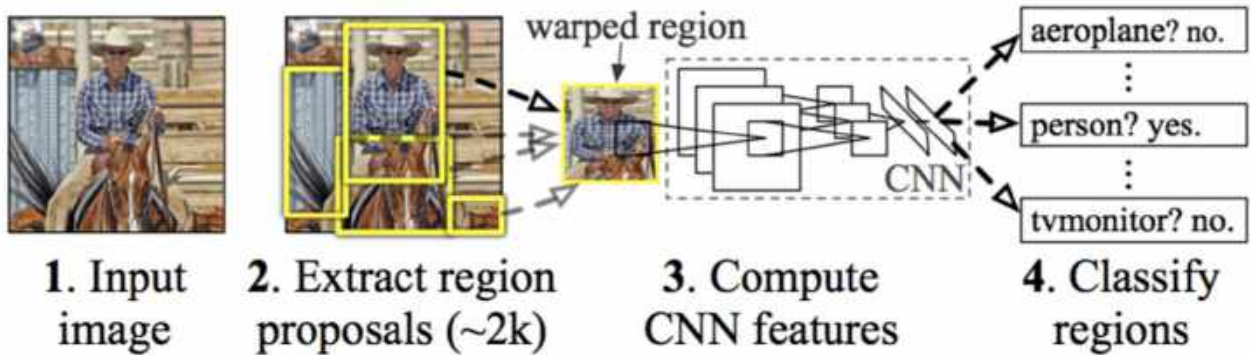 warped region
aeroplane? no.
person? yes.
CNN
tvmonitor? no.
1. Input
image
2. Extract region
proposals (~2k)
3. Compute
CNN features
4. Classify
regions